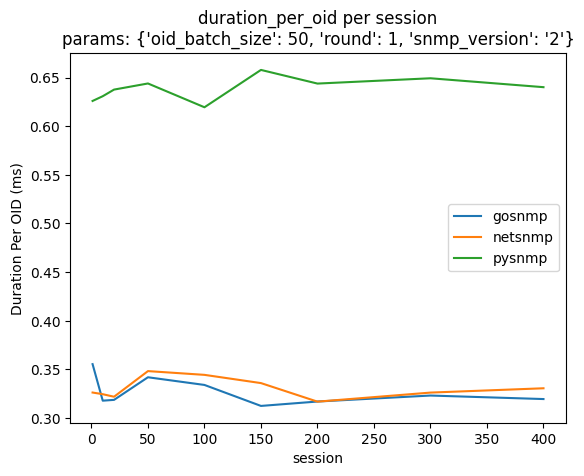 duration_per_oid per session
params: {'oid_batch_size': 50, 'round': 1, 'snmp_version': '2'}
Duration Per OID (ms)
0.65
0.60
0.55
0.50
0.45
0.40
0.35
0.30
gosnmp
netsnmp
pysnmp
0 50 100 150 200 250 300 350 400
session